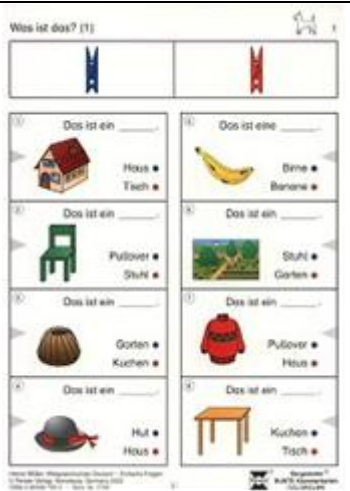 Was ist das? (1)
1
Das ist ein ______.
Haus
Tisch
Das ist ein ______.
Pullover
Stuhl
Das ist ein ______.
Garten
Kuchen
Das ist ein ______.
Hut
Haus
Das ist eine ______.
Birne
Banane
Das ist ein ______.
Stuhl
Garten
Das ist ein ______.
Pullover
Haus
Das ist ein ______.
Kuchen
Tisch